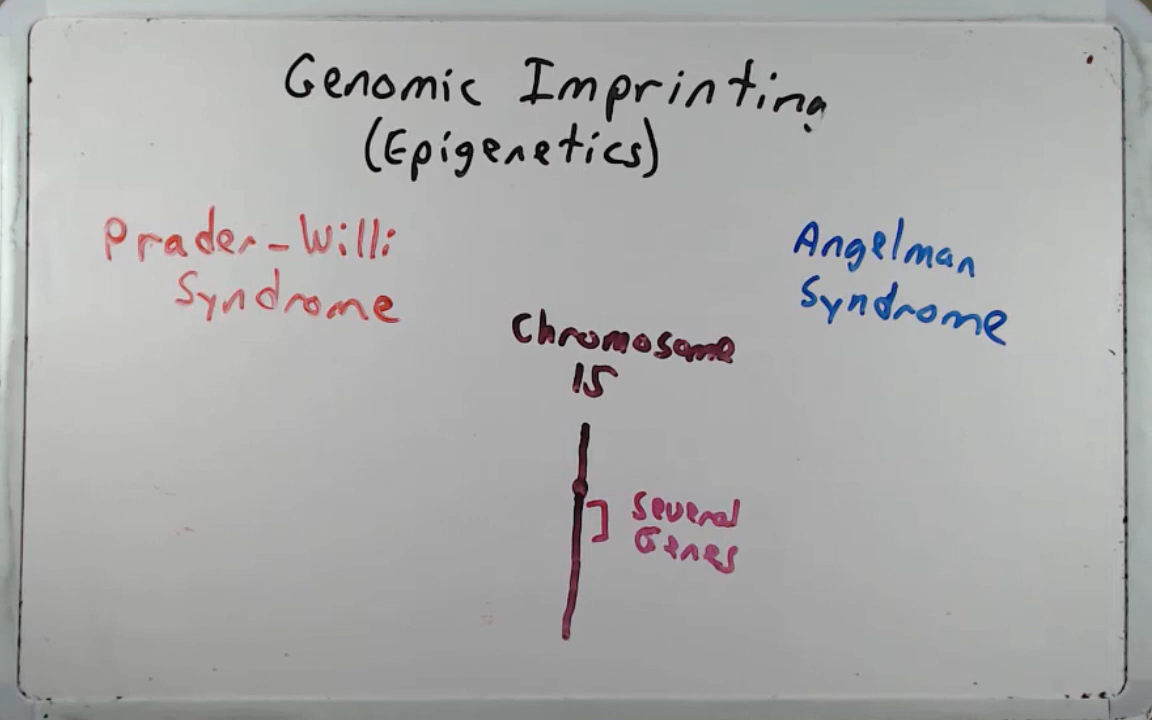 Genomic Imprinting
(Epigenetics)
Prader-Willi
Syndrome
Angelman
Syndrome
Chromosome
15
Several
Genes